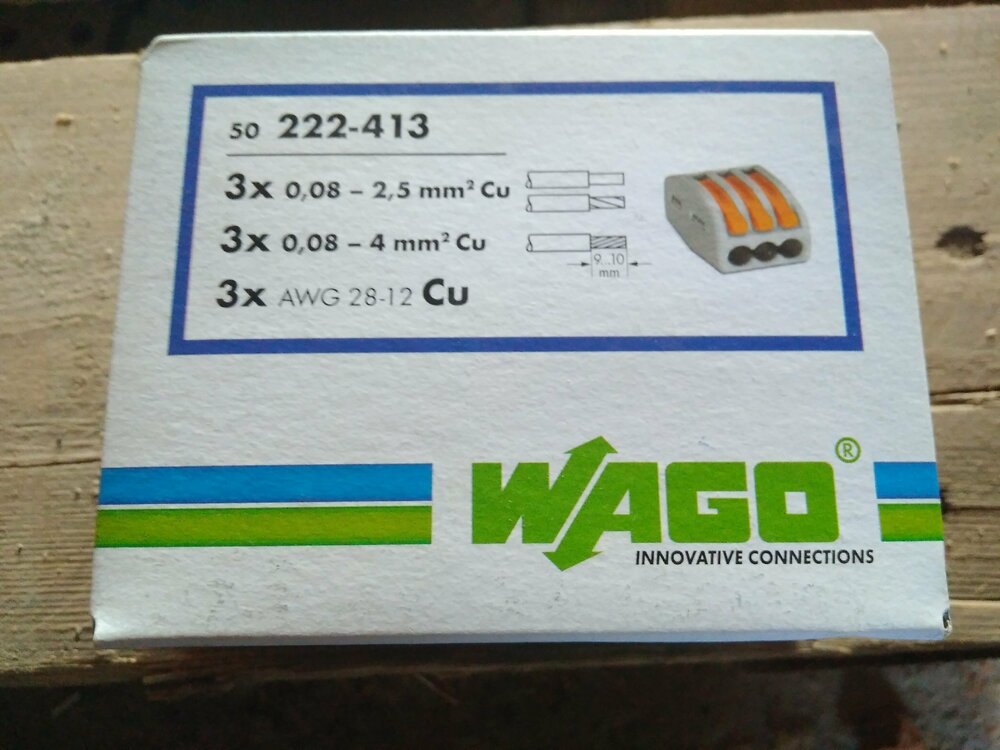 50 222-413
3x 0,08 – 2,5 mm² Cu
3x 0,08 – 4 mm² Cu
9...10
mm
3x AWG 28-12 Cu
WAGO®
INNOVATIVE CONNECTIONS